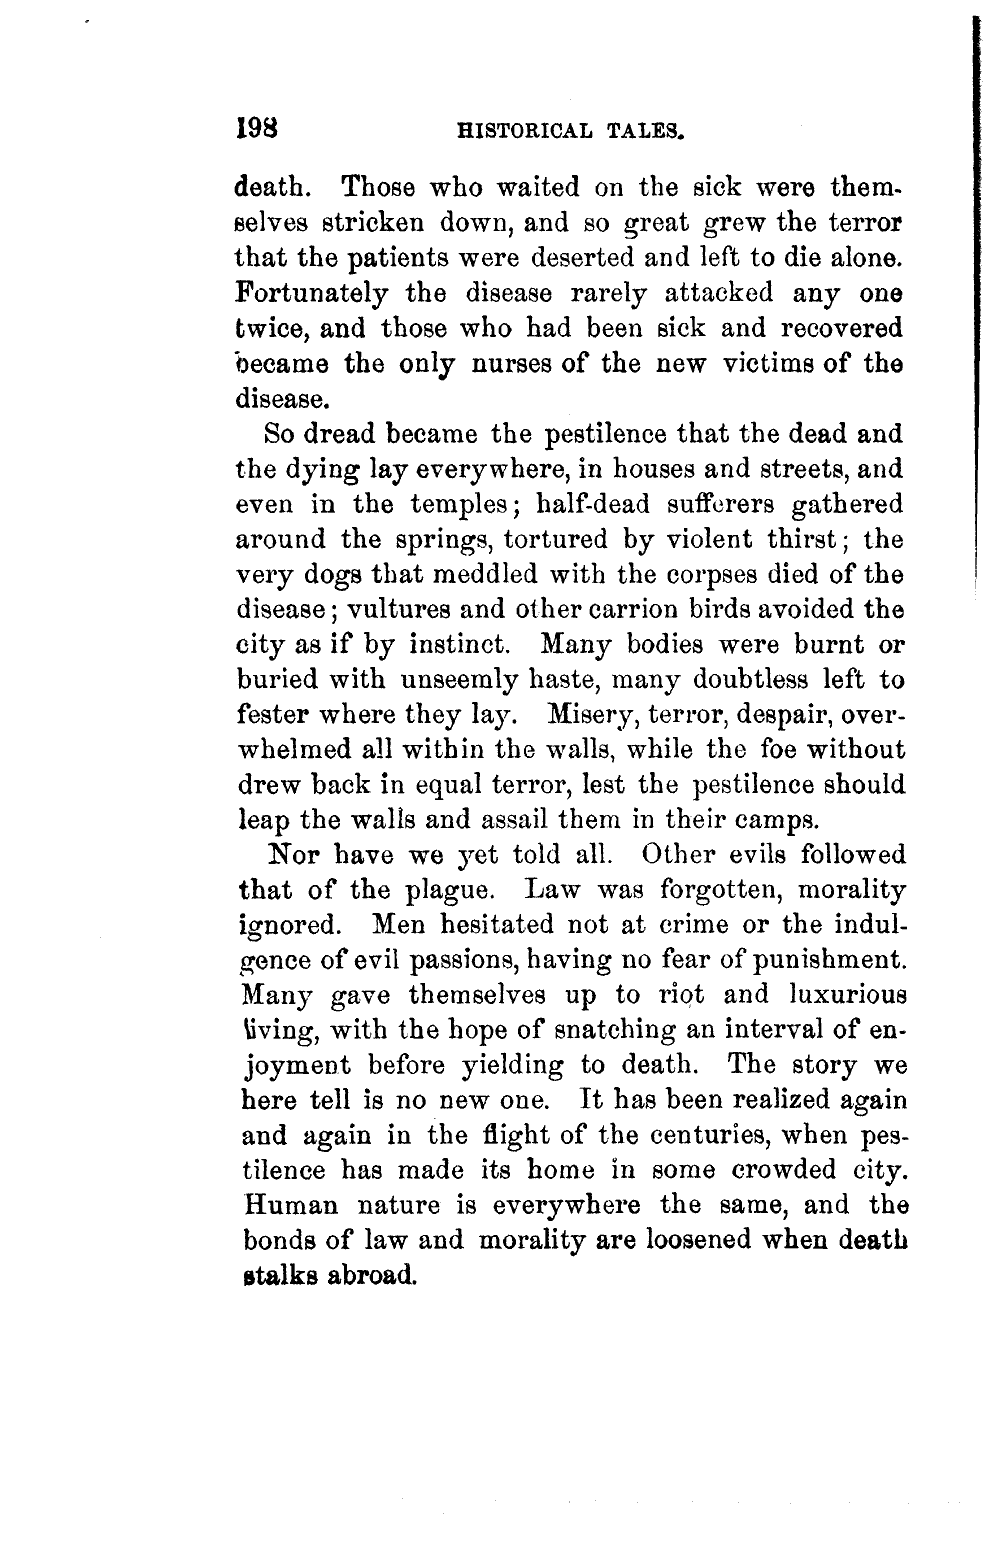 198 HISTORICAL TALES.
death. Those who waited on the sick were them-
selves stricken down, and so great grew the terror
that the patients were deserted and left to die alone.
Fortunately the disease rarely attacked any one
twice, and those who had been sick and recovered
became the only nurses of the new victims of the
disease.
So dread became the pestilence that the dead and
the dying lay everywhere, in houses and streets, and
even in the temples; half-dead sufferers gathered
around the springs, tortured by violent thirst; the
very dogs that meddled with the corpses died of the
disease; vultures and other carrion birds avoided the
city as if by instinct. Many bodies were burnt or
buried with unseemly haste, many doubtless left to
fester where they lay. Misery, terror, despair, over-
whelmed all within the walls, while the foe without
drew back in equal terror, lest the pestilence should
leap the walls and assail them in their camps.
Nor have we yet told all. Other evils followed
that of the plague. Law was forgotten, morality
ignored. Men hesitated not at crime or the indul-
gence of evil passions, having no fear of punishment.
Many gave themselves up to riot and luxurious
living, with the hope of snatching an interval of en-
joyment before yielding to death. The story we
here tell is no new one. It has been realized again
and again in the flight of the centuries, when pes-
tilence has made its home in some crowded city.
Human nature is everywhere the same, and the
bonds of law and morality are loosened when death
stalks abroad.